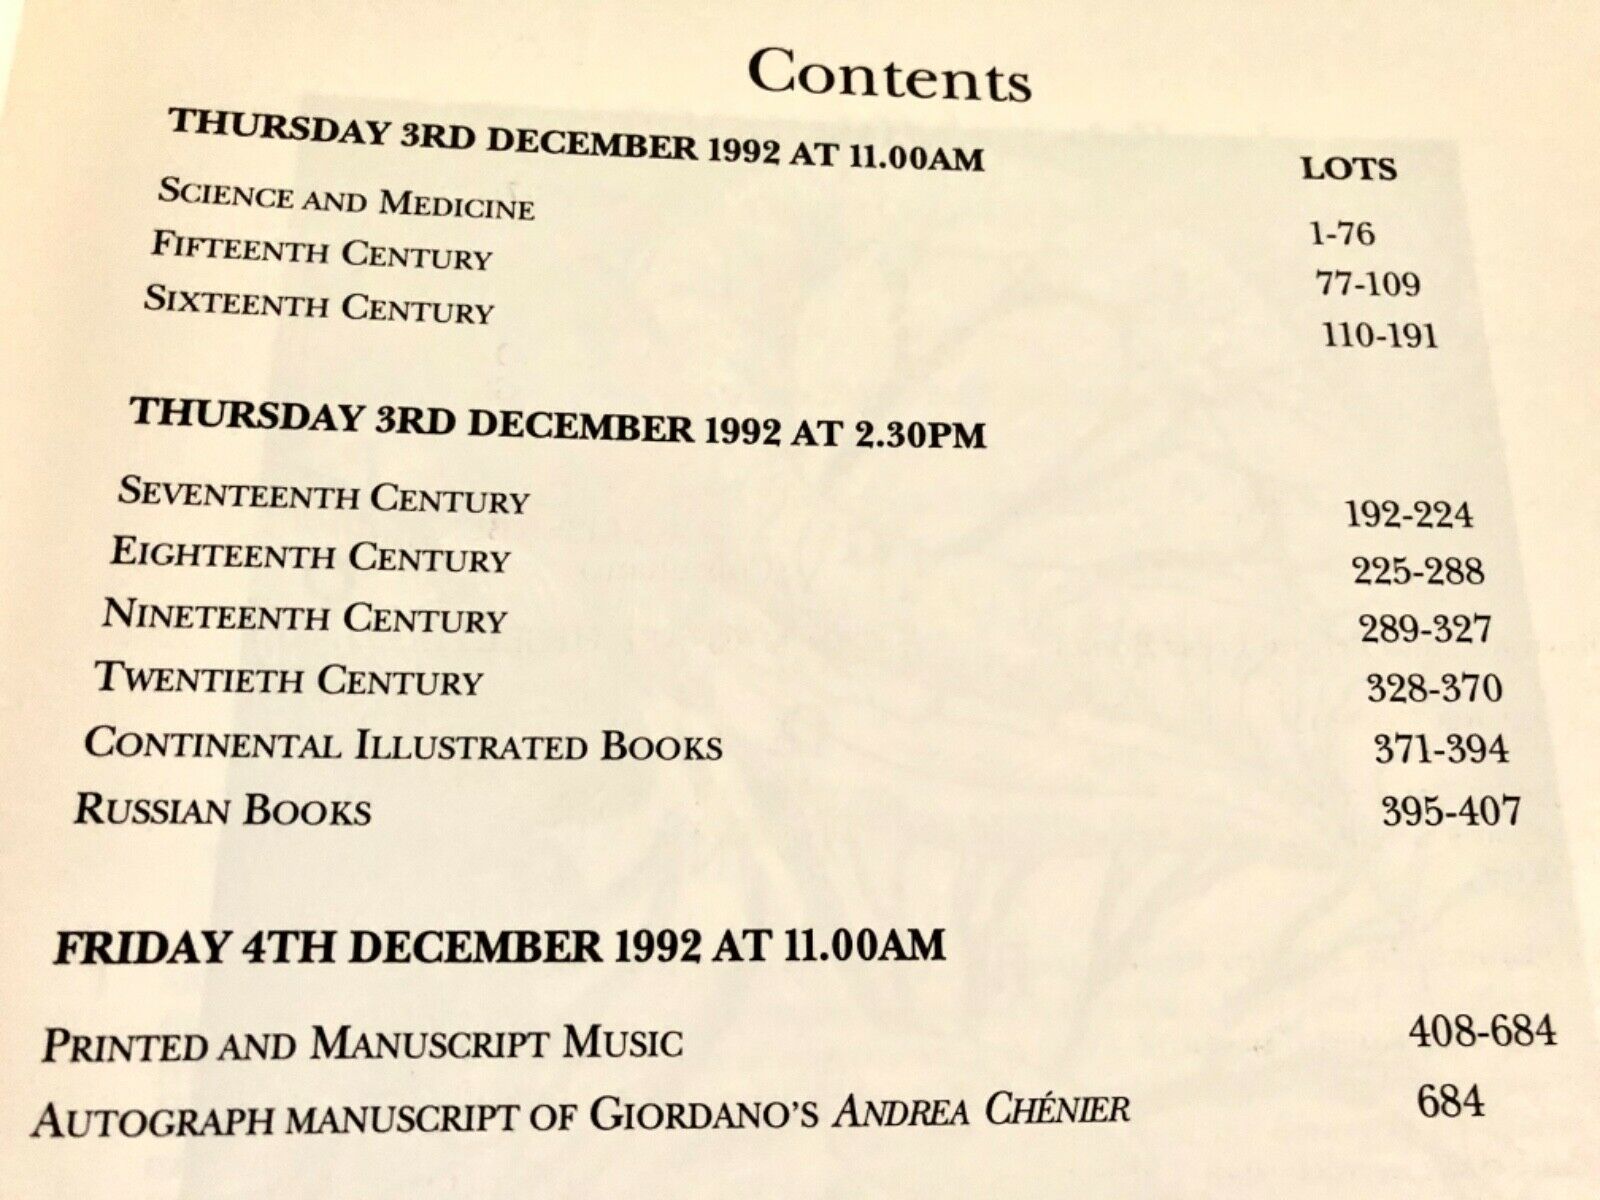 Contents
THURSDAY 3RD DECEMBER 1992 AT 11.00AM LOTS
SCIENCE AND MEDICINE 1-76
FIFTEENTH CENTURY 77-109
SIXTEENTH CENTURY 110-191
THURSDAY 3RD DECEMBER 1992 AT 2.30PM
SEVENTEENTH CENTURY 192-224
EIGHTEENTH CENTURY 225-288
NINETEENTH CENTURY 289-327
TWENTIETH CENTURY 328-370
CONTINENTAL ILLUSTRATED BOOKS 371-394
RUSSIAN BOOKS 395-407
FRIDAY 4TH DECEMBER 1992 AT 11.00AM
PRINTED AND MANUSCRIPT MUSIC 408-684
AUTOGRAPH MANUSCRIPT OF GIORDANO'S ANDREA CHÉNIER 684